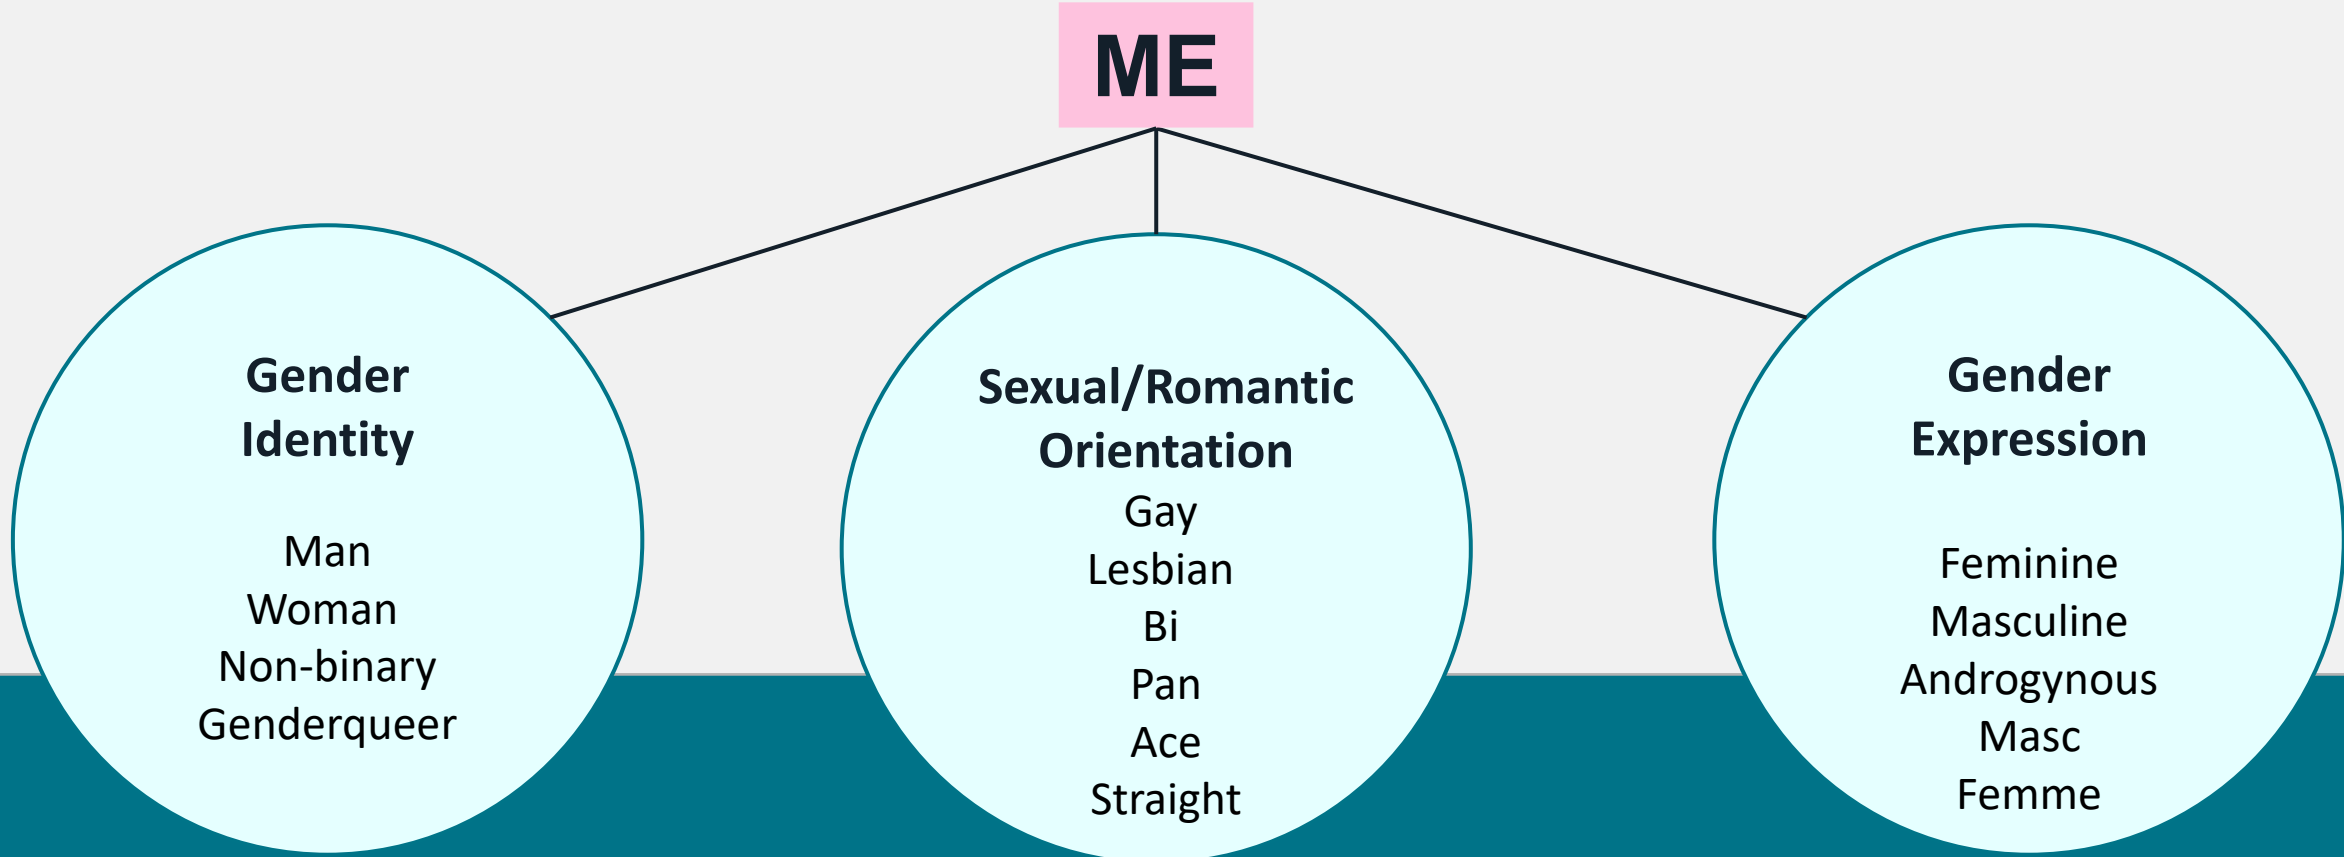 ME
Gender
Identity
Man
Woman
Non-binary
Genderqueer
Sexual/Romantic
Orientation
Gay
Lesbian
Bi
Pan
Ace
Straight
Gender
Expression
Feminine
Masculine
Androgynous
Masc
Femme